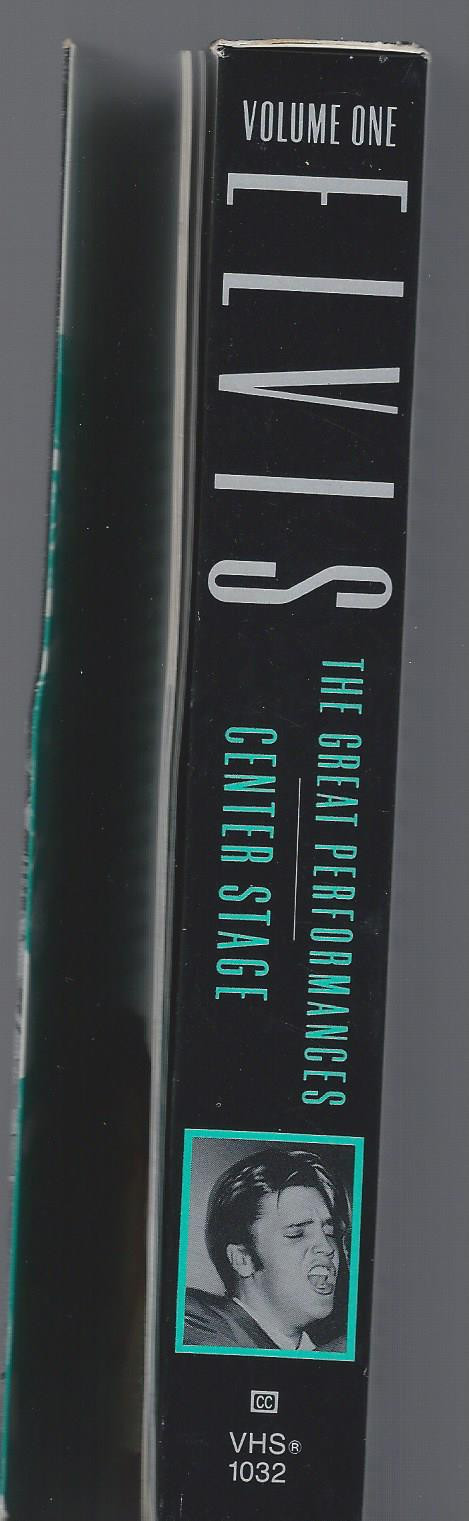 VOLUME ONE
ELVIS
THE GREAT PERFORMANCES
CENTER STAGE
CC
VHS®
1032